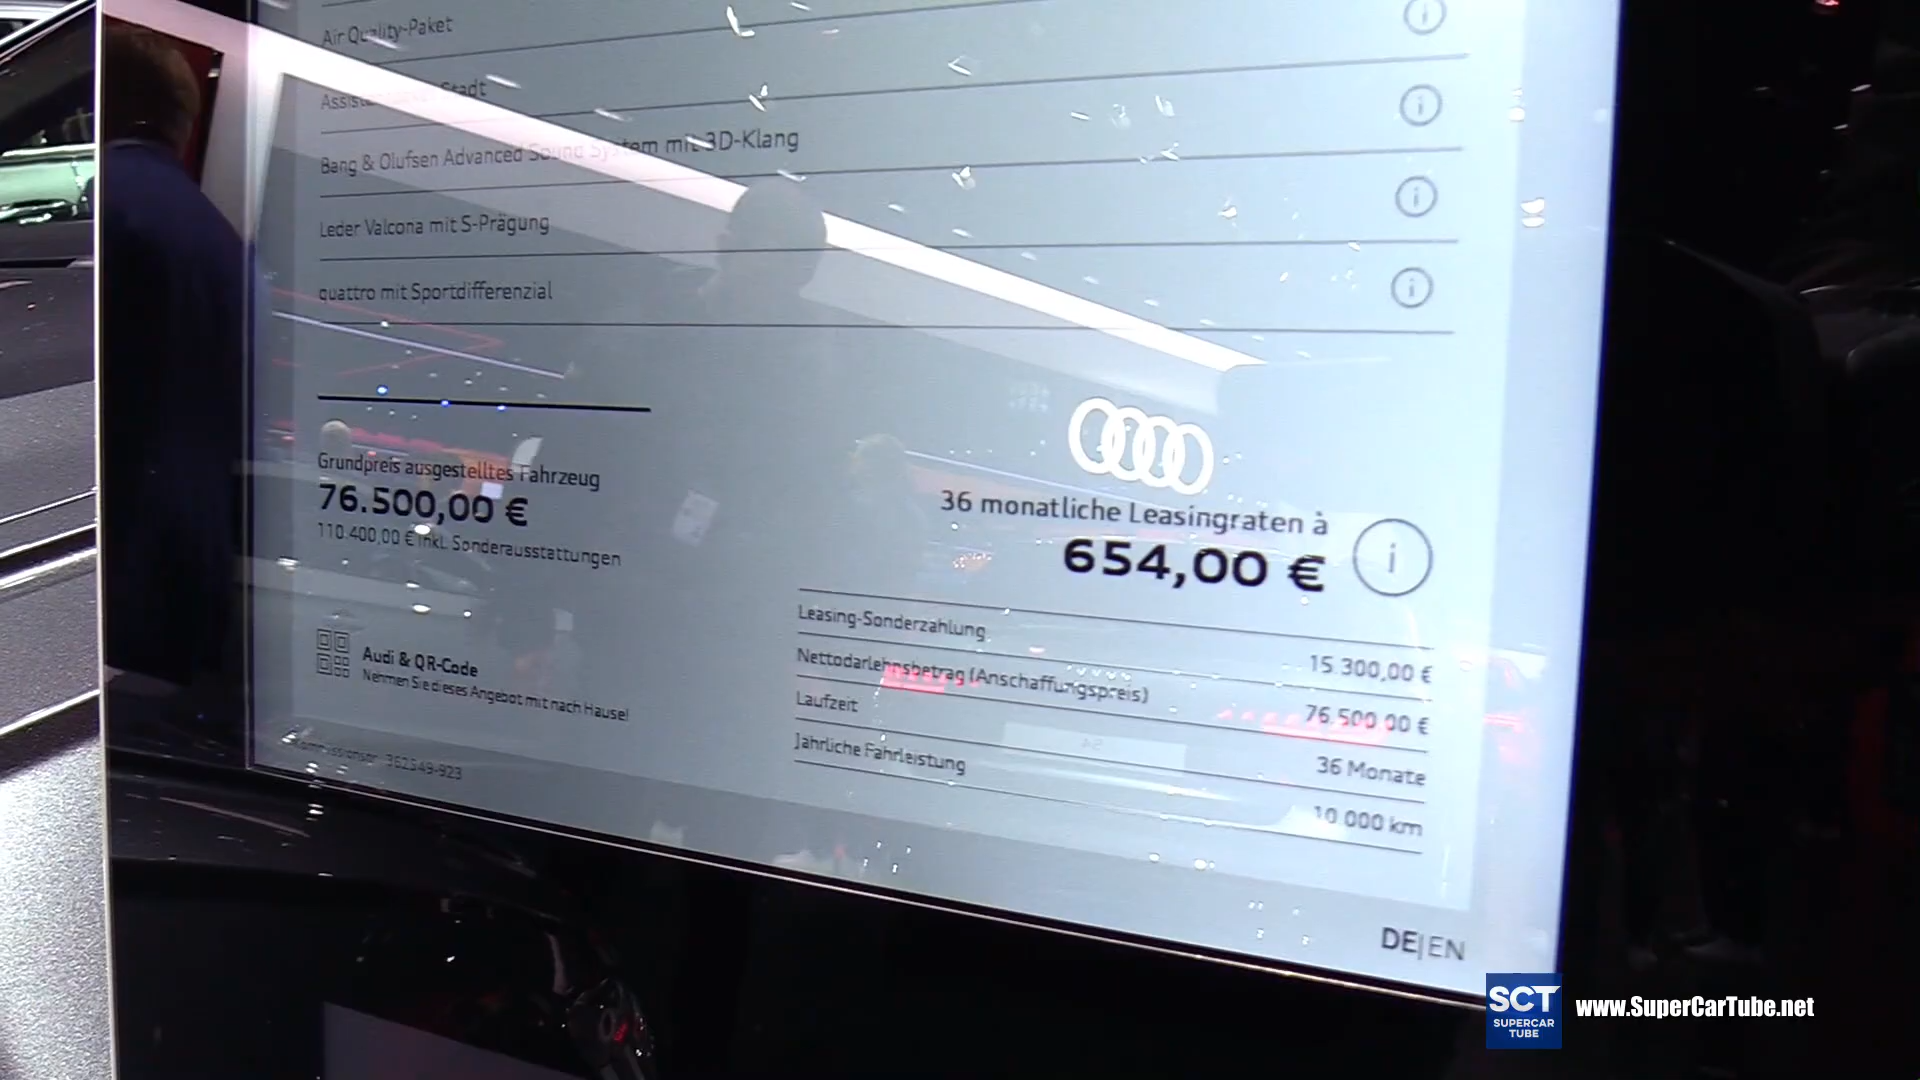 Air Quality-Paket
Stadt
Bang & Olufsen Advanced Sound System mit 3D-Klang
Leder Valcona mit S-Prägung
quattro mit Sportdifferenzial
Grundpreis ausgestelltes Fahrzeug
76.500,00 €
110.400,00 € inkl. Sonderausstattungen
Audi & QR-Code
Nehmen Sie dieses Angebot mit nach Hause!
362549-923
36 monatliche Leasingraten à
654,00 €
Leasing-Sonderzahlung
15.300,00 €
Nettodarlehnsbetrag (Anschaffungspreis)
76.500,00 €
Laufzeit
36 Monate
Jährliche Fahrleistung
10.000 km
DE|EN
SCT
SUPERCAR
TUBE
www.SuperCarTube.net